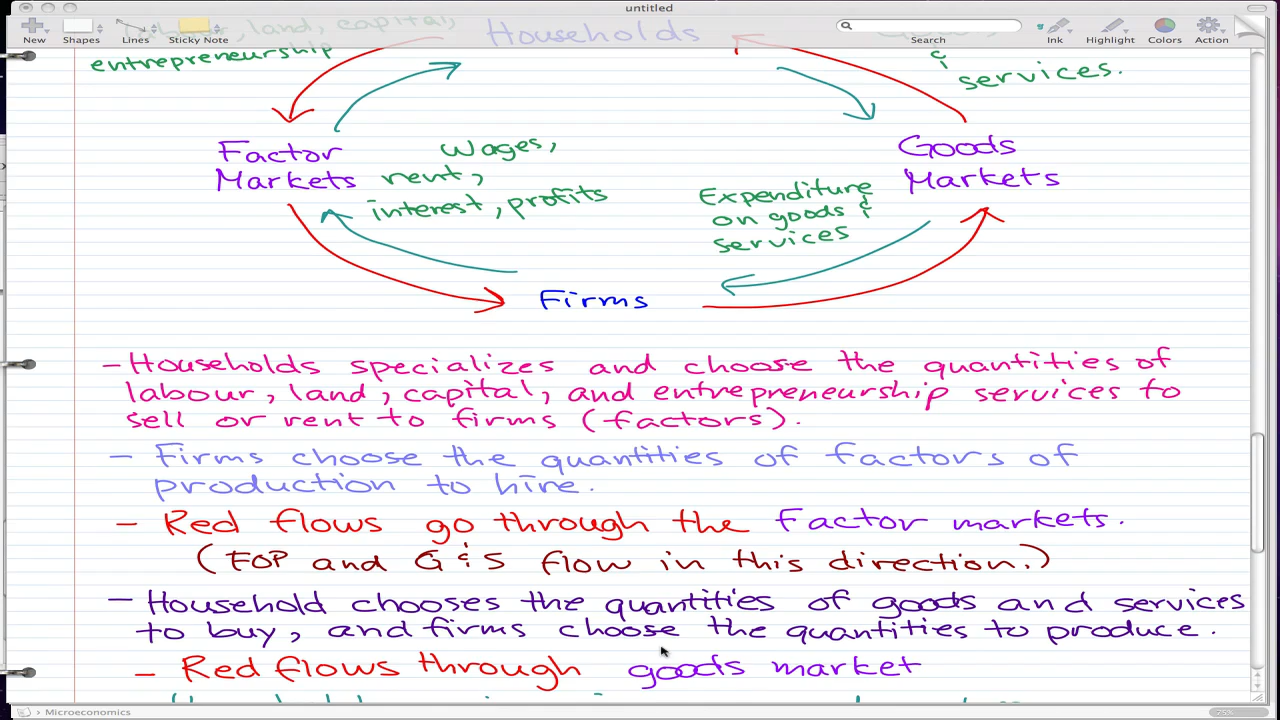 untitled
New Shapes Lines Sticky Note Search Ink Highlight Colors Action
land, capital,
Households
entrepreneurship
&
services.
Factor
Markets
Wages,
rent,
interest, profits
Expenditure
on goods &
services
Goods
Markets
Firms
- Households specializes and choose the quantities of
labour, land, capital, and entrepreneurship services to
sell or rent to firms (factors).
- Firms choose the quantities of factors of
production to hire.
- Red flows go through the Factor markets.
(FOP and G & S flow in this direction.)
- Household chooses the quantities of goods and services
to buy, and firms choose the quantities to produce.
- Red flows through goods market
Microeconomics